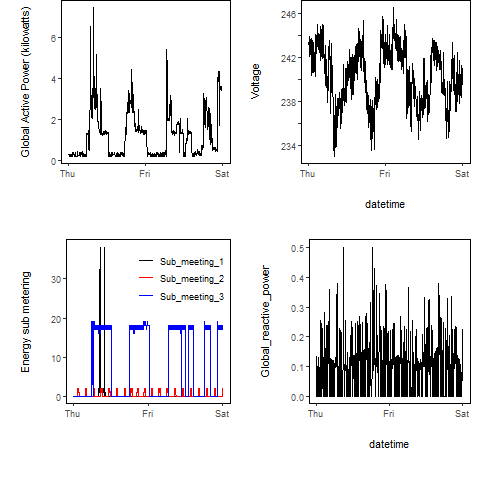 Global Active Power (kilowatts)
6
4
2
0
Thu
Fri
Sat
Voltage
246
242
238
234
Thu
Fri
Sat
datetime
Energy sub metering
30
20
10
0
Sub_meeting_1
Sub_meeting_2
Sub_meeting_3
Thu
Fri
Sat
Global_reactive_power
0.5
0.4
0.3
0.2
0.1
0.0
Thu
Fri
Sat
datetime